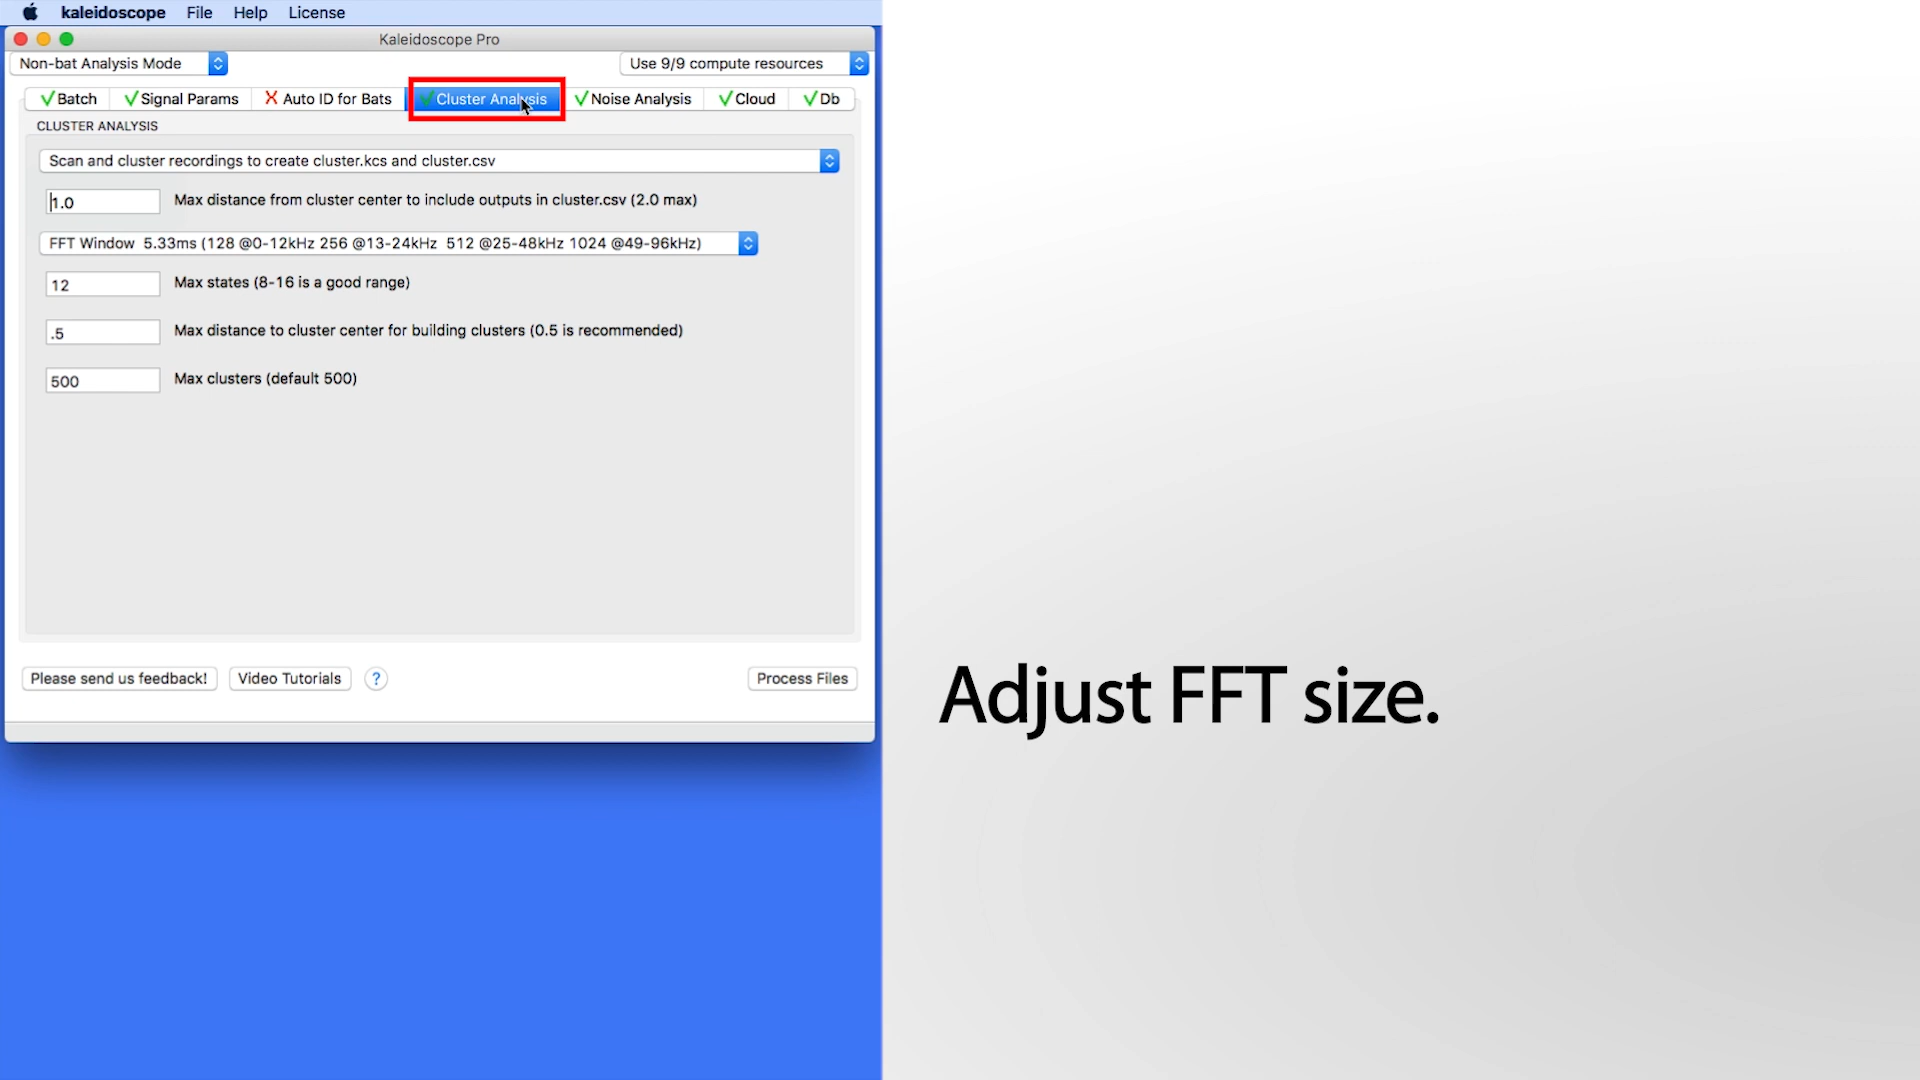 kaleidoscope File Help License
Kaleidoscope Pro
Non-bat Analysis Mode
Use 9/9 compute resources
Batch Signal Params Auto ID for Bats Cluster Analysis Noise Analysis Cloud Db
CLUSTER ANALYSIS
Scan and cluster recordings to create cluster.kcs and cluster.csv
1.0 Max distance from cluster center to include outputs in cluster.csv (2.0 max)
FFT Window 5.33ms (128 @0-12kHz 256 @13-24kHz 512 @25-48kHz 1024 @49-96kHz)
12 Max states (8-16 is a good range)
.5 Max distance to cluster center for building clusters (0.5 is recommended)
500 Max clusters (default 500)
Please send us feedback! Video Tutorials ? Process Files
Adjust FFT size.